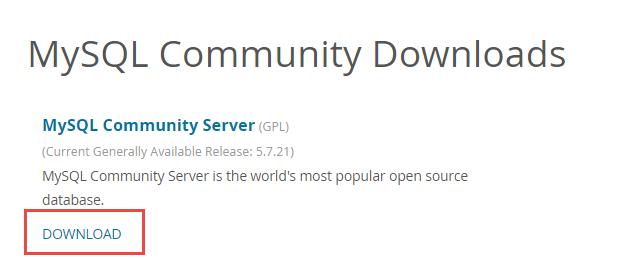 MySQL Community Downloads
MySQL Community Server (GPL)
(Current Generally Available Release: 5.7.21)
MySQL Community Server is the world's most popular open source
database.
DOWNLOAD